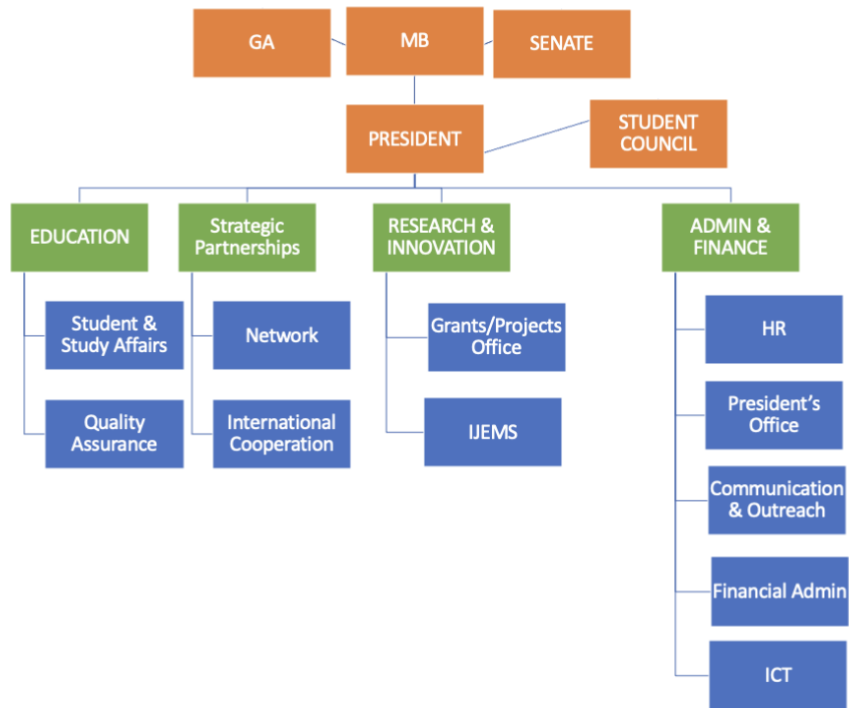 GA
MB
SENATE
PRESIDENT
STUDENT
COUNCIL
EDUCATION
Strategic
Partnerships
RESEARCH &
INNOVATION
ADMIN &
FINANCE
Student &
Study Affairs
Network
Grants/Projects
Office
HR
Quality
Assurance
International
Cooperation
IJEMS
President’s
Office
Communication
& Outreach
Financial Admin
ICT